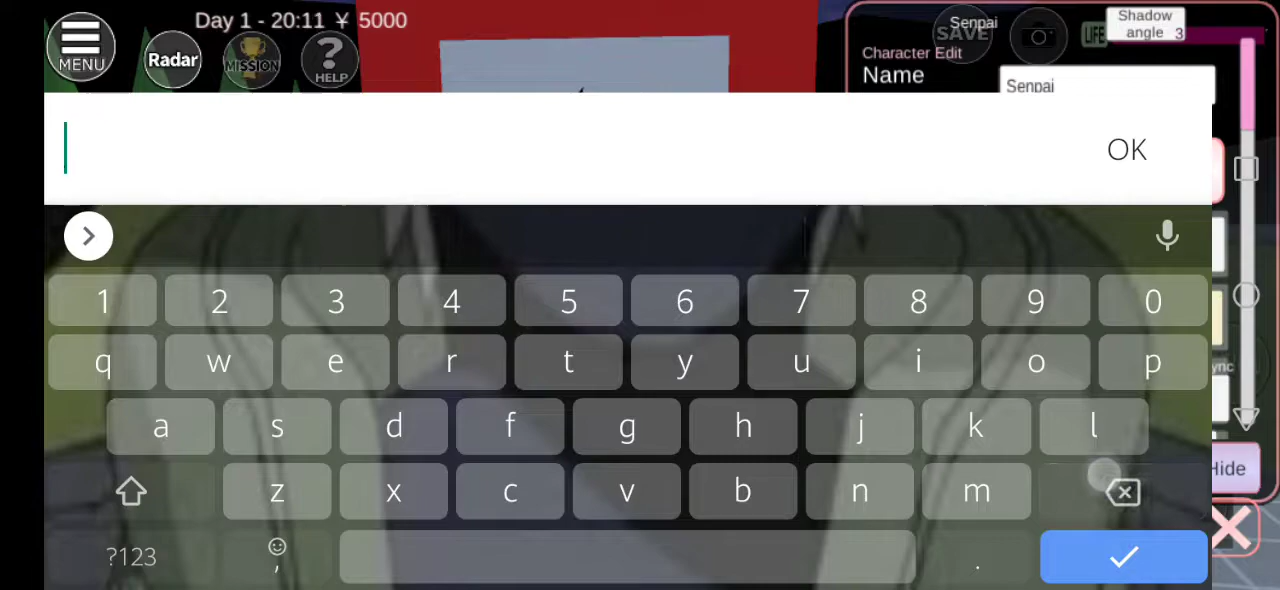 Day 1 - 20:11 ¥ 5000
MENU
Radar
MISSION
?
HELP
Senpai
SAVE
LIFE
Shadow
angle 3
Character Edit
Name
Senpai
OK
1 2 3 4 5 6 7 8 9 0
q w e r t y u i o p
a s d f g h j k l
z x c v b n m
Hide
?123 , .